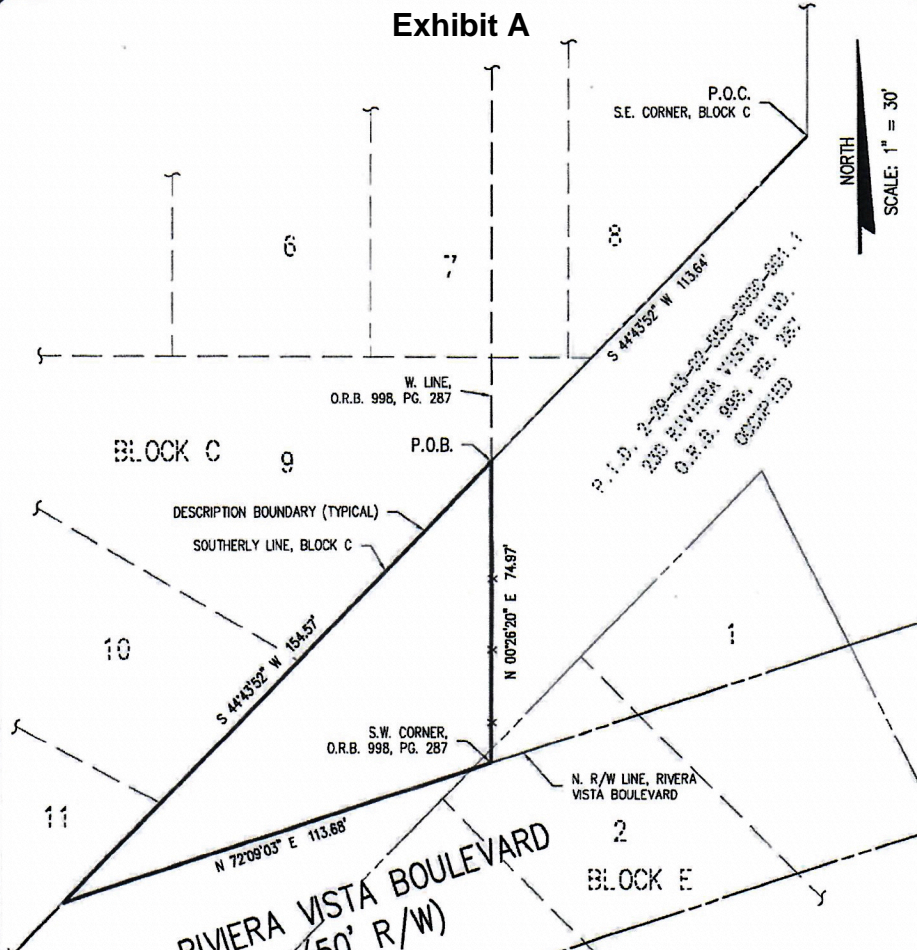 Exhibit A
P.O.C.
S.E. CORNER, BLOCK C
NORTH
SCALE: 1" = 30'
6
7
8
S 44°43'52" W 113.64'
P.I.D.
230 RIVIERA VISTA BLVD.
O.R.B. 998, PG. 287
OCCUPIED
W. LINE,
O.R.B. 998, PG. 287
P.O.B.
BLOCK C
9
DESCRIPTION BOUNDARY (TYPICAL)
SOUTHERLY LINE, BLOCK C
N 00°26'20" E 74.97'
10
S 44°43'52" W 154.57'
1
S.W. CORNER,
O.R.B. 998, PG. 287
N. R/W LINE, RIVERA
VISTA BOULEVARD
11
N 72°09'03" E 113.68'
2
BLOCK E
RIVIERA VISTA BOULEVARD
(50' R/W)